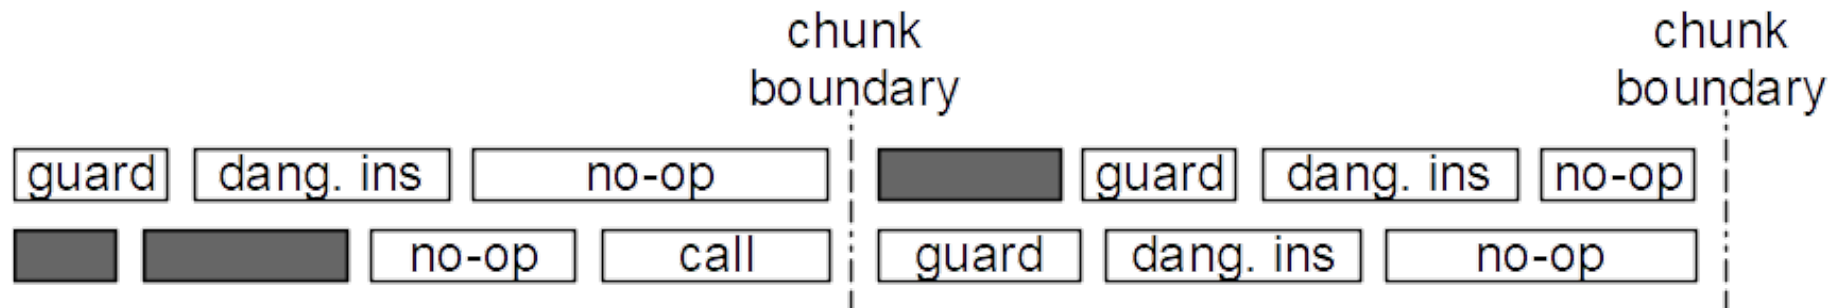 chunk boundary
chunk boundary
guard dang. ins no-op guard dang. ins no-op
no-op call guard dang. ins no-op